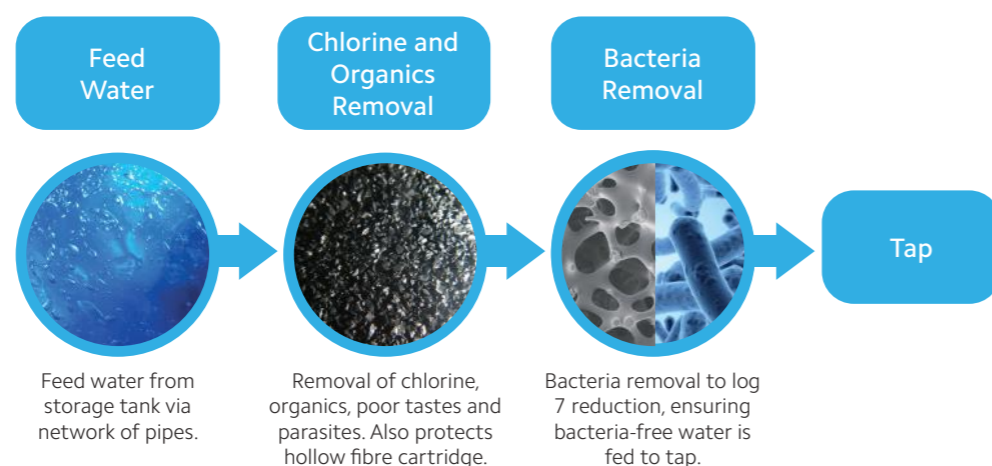 Feed
Water
Chlorine and
Organics
Removal
Bacteria
Removal
Tap
Feed water from
storage tank via
network of pipes.
Removal of chlorine,
organics, poor tastes and
parasites. Also protects
hollow fibre cartridge.
Bacteria removal to log
7 reduction, ensuring
bacteria-free water is
fed to tap.